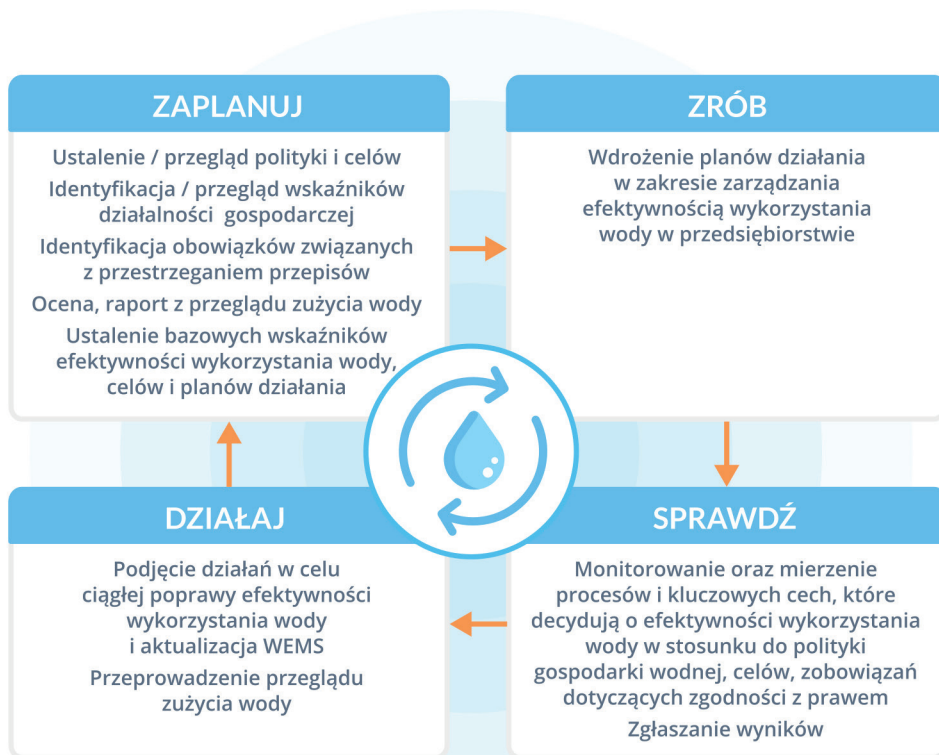 ZAPLANUJ
Ustalenie / przegląd polityki i celów
Identyfikacja / przegląd wskaźników
działalności gospodarczej
Identyfikacja obowiązków związanych
z przestrzeganiem przepisów
Ocena, raport z przeglądu zużycia wody
Ustalenie bazowych wskaźników
efektywności wykorzystania wody,
celów i planów działania
ZRÓB
Wdrożenie planów działania
w zakresie zarządzania
efektywnością wykorzystania
wody w przedsiębiorstwie
SPRAWDŹ
Monitorowanie oraz mierzenie
procesów i kluczowych cech, które
decydują o efektywności wykorzystania
wody w stosunku do polityki
gospodarki wodnej, celów, zobowiązań
dotyczących zgodności z prawem
Zgłaszanie wyników
DZIAŁAJ
Podjęcie działań w celu
ciągłej poprawy efektywności
wykorzystania wody
i aktualizacja WEMS
Przeprowadzenie przeglądu
zużycia wody